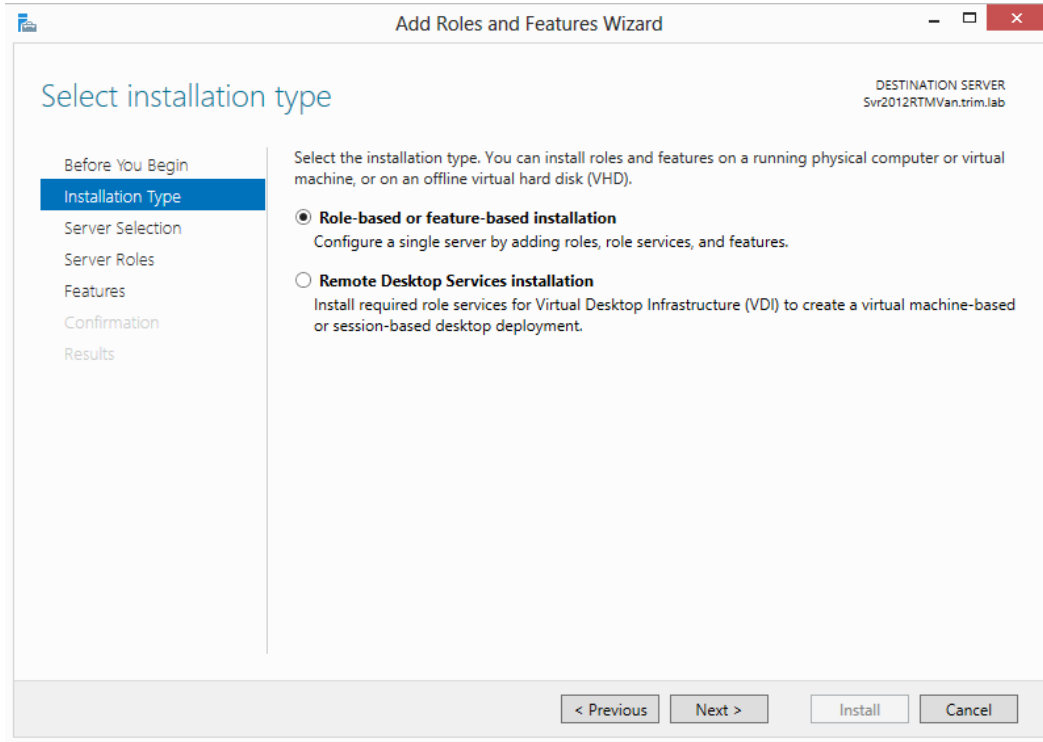 Add Roles and Features Wizard
Select installation type
DESTINATION SERVER
Svr2012RTMVan.trim.lab
Before You Begin
Installation Type
Server Selection
Server Roles
Features
Confirmation
Results
Select the installation type. You can install roles and features on a running physical computer or virtual
machine, or on an offline virtual hard disk (VHD).
Role-based or feature-based installation
Configure a single server by adding roles, role services, and features.
Remote Desktop Services installation
Install required role services for Virtual Desktop Infrastructure (VDI) to create a virtual machine-based
or session-based desktop deployment.
< Previous
Next >
Install
Cancel